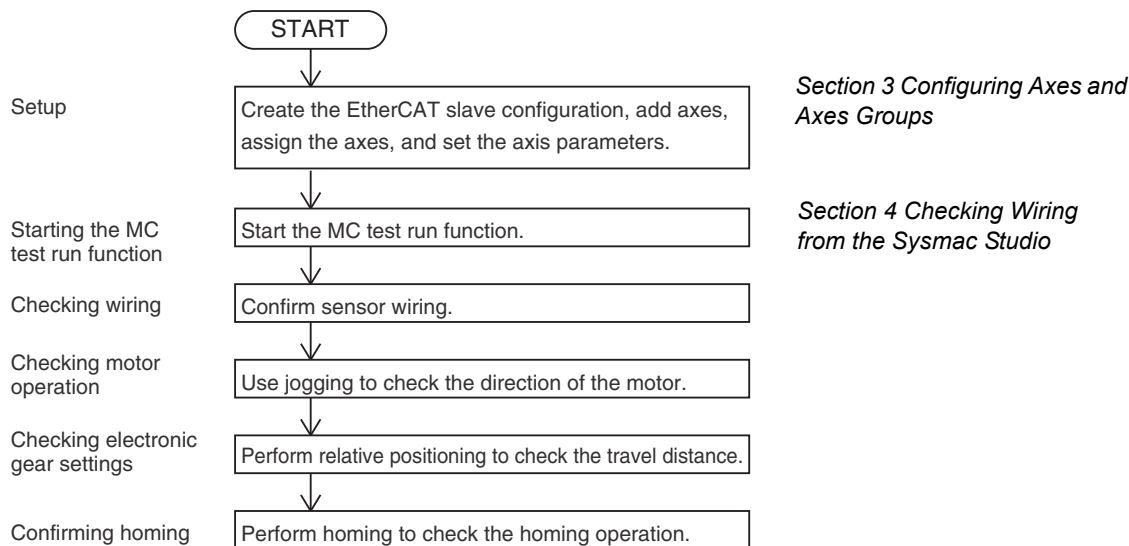 START
Setup
Create the EtherCAT slave configuration, add axes,
assign the axes, and set the axis parameters.
Section 3 Configuring Axes and
Axes Groups
Starting the MC
test run function
Start the MC test run function.
Section 4 Checking Wiring
from the Sysmac Studio
Checking wiring
Confirm sensor wiring.
Checking motor
operation
Use jogging to check the direction of the motor.
Checking electronic
gear settings
Perform relative positioning to check the travel distance.
Confirming homing
Perform homing to check the homing operation.